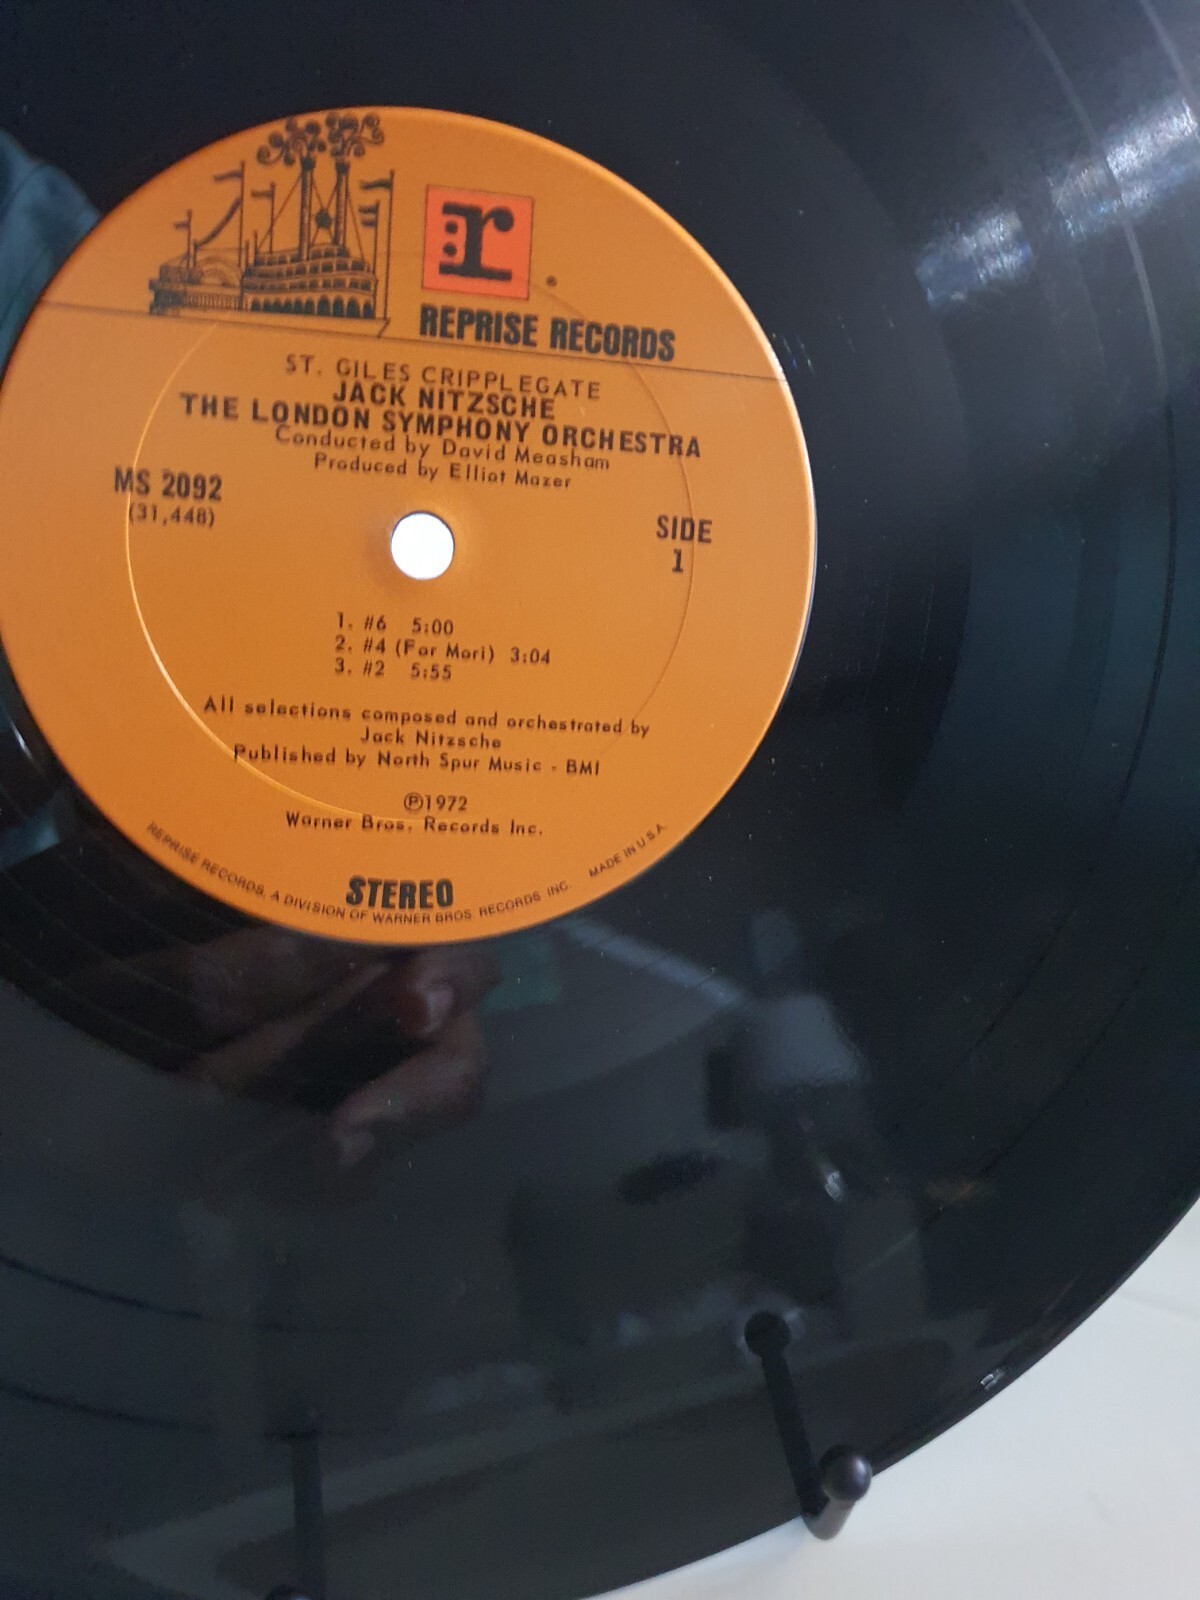 r
REPRISE RECORDS
ST. GILES CRIPPLEGATE
JACK NITZSCHE
THE LONDON SYMPHONY ORCHESTRA
Conducted by David Measham
Produced by Elliot Mazer
MS 2092
(31,448)
SIDE
1
1. #6 5:00
2. #4 (For Mori) 3:04
3. #2 5:55
All selections composed and orchestrated by
Jack Nitzsche
Published by North Spur Music - BMI
℗1972
Warner Bros. Records Inc.
STEREO
REPRISE RECORDS, A DIVISION OF WARNER BROS. RECORDS, INC. MADE IN U.S.A.